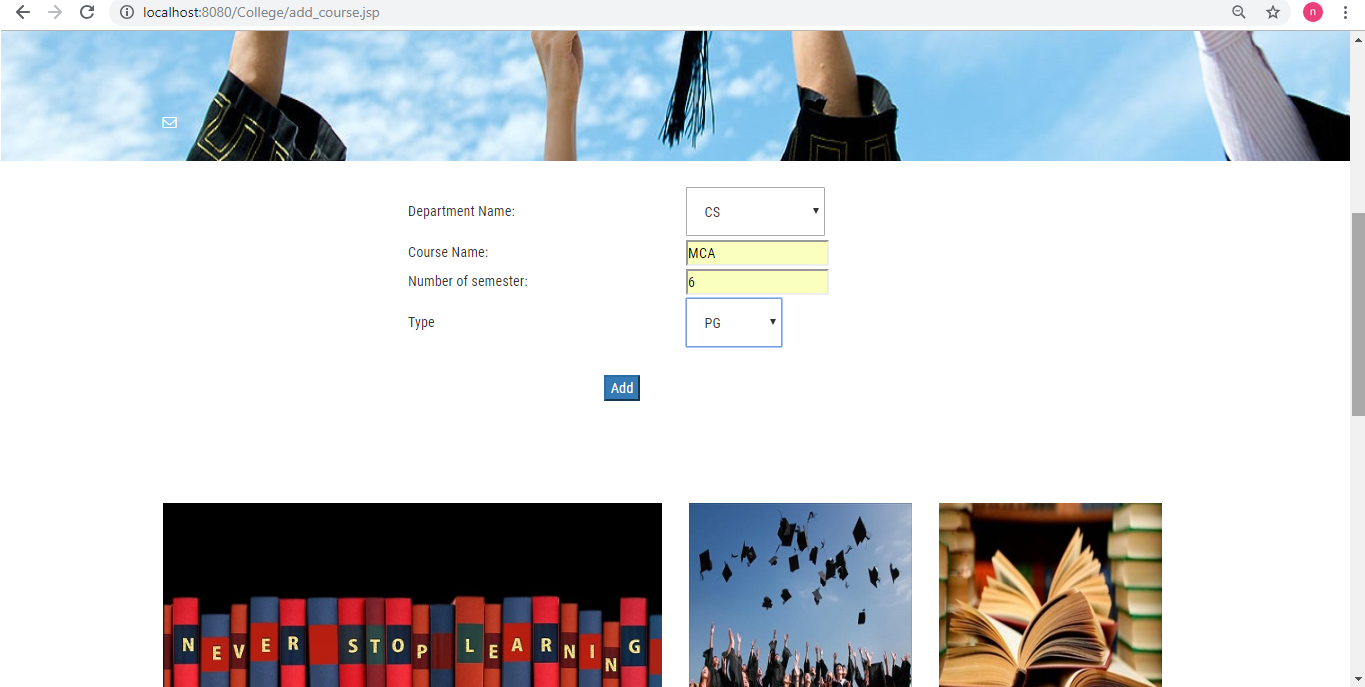 localhost:8080/College/add_course.jsp
n
Department Name: CS
Course Name: MCA
Number of semester: 6
Type PG
Add
NEVER STOP LEARNING